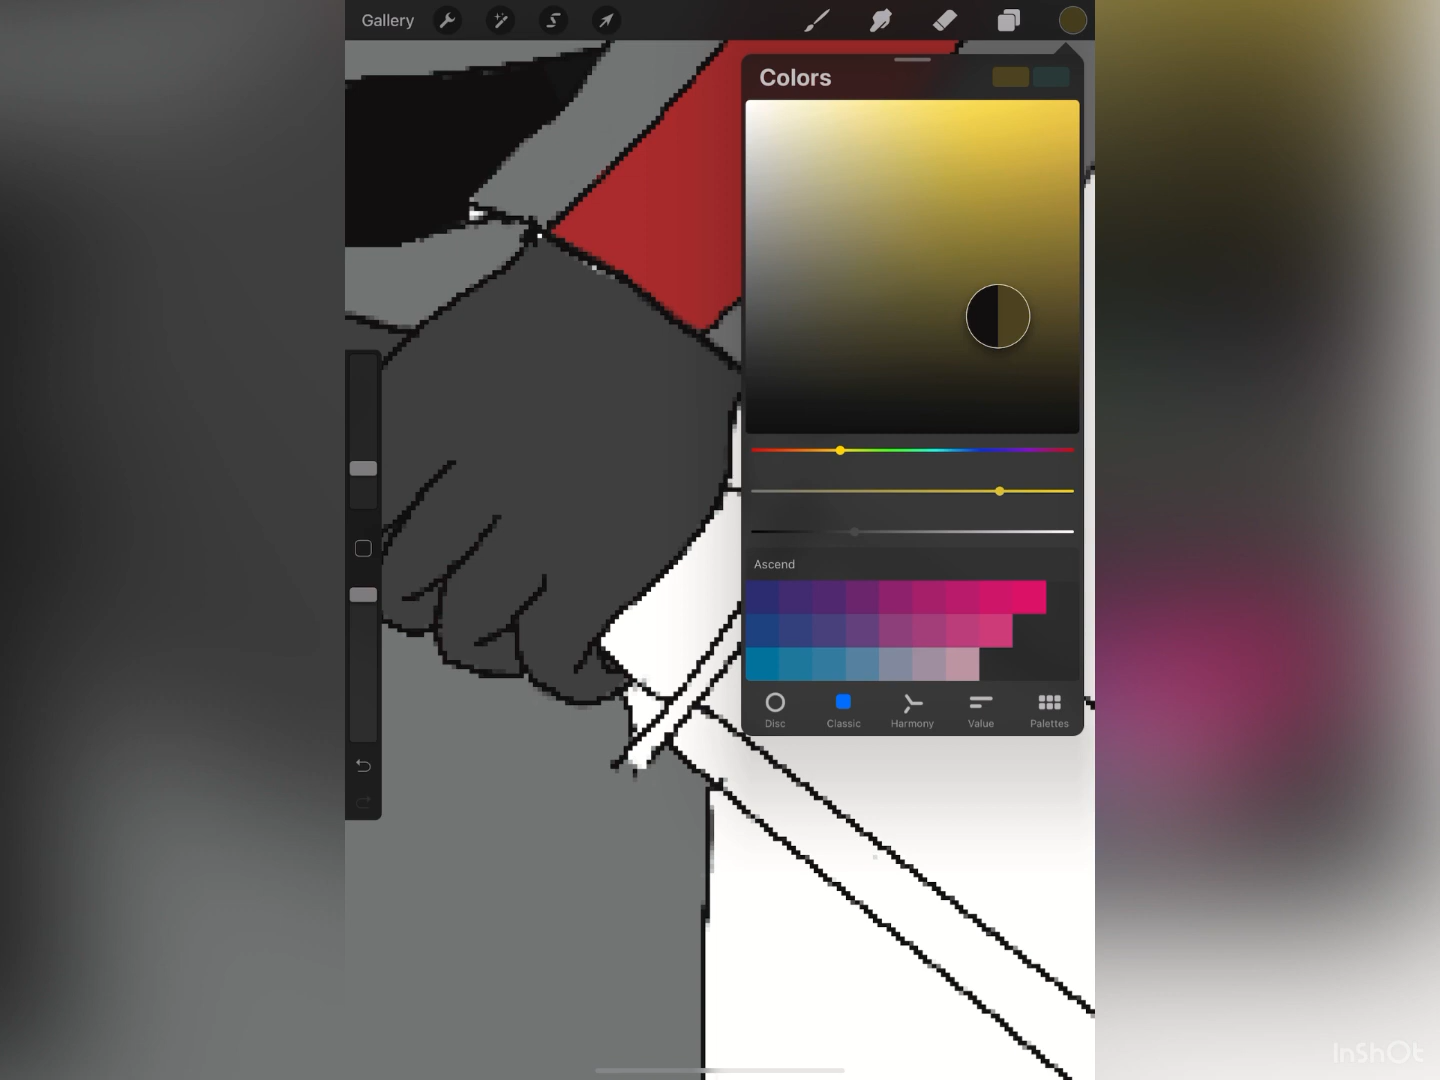 Gallery
Colors
Ascend
Disc
Classic
Harmony
Value
Palettes
InShOt